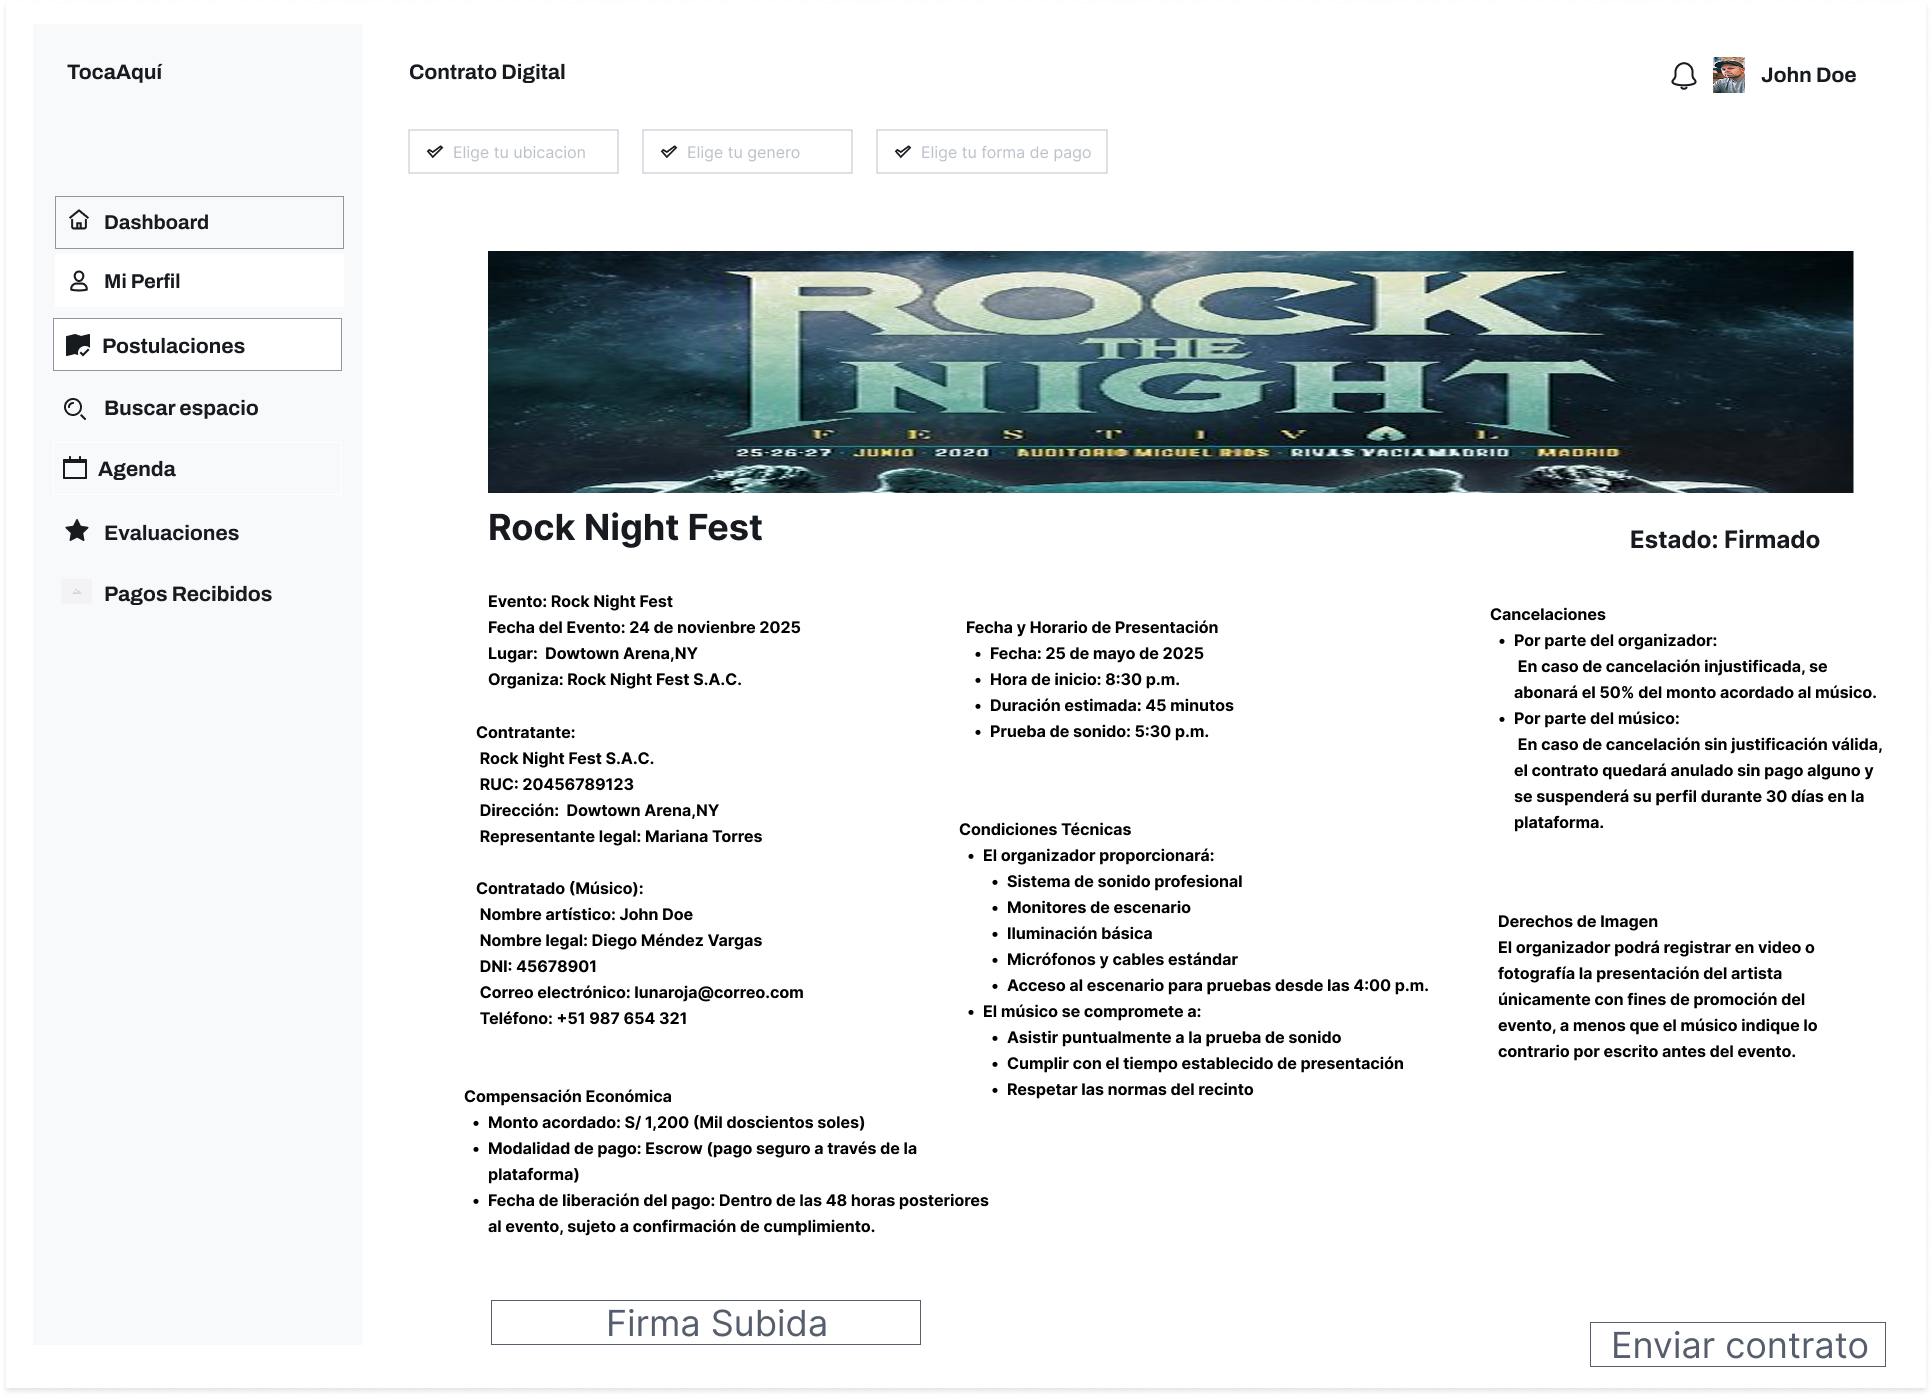 TocaAquí
Contrato Digital
John Doe
Elige tu ubicacion
Elige tu genero
Elige tu forma de pago
Dashboard
Mi Perfil
Postulaciones
Buscar espacio
Agenda
Evaluaciones
Pagos Recibidos
ROCK
THE
NIGHT
FESTIVAL
25·26·27 · JUNIO · 2020 · AUDITORIO MIGUEL RIOS · RIVAS VACIAMADRID · MADRID
Rock Night Fest
Estado: Firmado
Evento: Rock Night Fest
Fecha del Evento: 24 de novienbre 2025
Lugar: Dowtown Arena,NY
Organiza: Rock Night Fest S.A.C.
Contratante:
Rock Night Fest S.A.C.
RUC: 20456789123
Dirección: Dowtown Arena,NY
Representante legal: Mariana Torres
Contratado (Músico):
Nombre artístico: John Doe
Nombre legal: Diego Méndez Vargas
DNI: 45678901
Correo electrónico: lunaroja@correo.com
Teléfono: +51 987 654 321
Compensación Económica
• Monto acordado: S/ 1,200 (Mil doscientos soles)
• Modalidad de pago: Escrow (pago seguro a través de la
plataforma)
• Fecha de liberación del pago: Dentro de las 48 horas posteriores
al evento, sujeto a confirmación de cumplimiento.
Fecha y Horario de Presentación
• Fecha: 25 de mayo de 2025
• Hora de inicio: 8:30 p.m.
• Duración estimada: 45 minutos
• Prueba de sonido: 5:30 p.m.
Condiciones Técnicas
• El organizador proporcionará:
• Sistema de sonido profesional
• Monitores de escenario
• Iluminación básica
• Micrófonos y cables estándar
• Acceso al escenario para pruebas desde las 4:00 p.m.
• El músico se compromete a:
• Asistir puntualmente a la prueba de sonido
• Cumplir con el tiempo establecido de presentación
• Respetar las normas del recinto
Cancelaciones
• Por parte del organizador:
En caso de cancelación injustificada, se
abonará el 50% del monto acordado al músico.
• Por parte del músico:
En caso de cancelación sin justificación válida,
el contrato quedará anulado sin pago alguno y
se suspenderá su perfil durante 30 días en la
plataforma.
Derechos de Imagen
El organizador podrá registrar en video o
fotografía la presentación del artista
únicamente con fines de promoción del
evento, a menos que el músico indique lo
contrario por escrito antes del evento.
Firma Subida
Enviar contrato